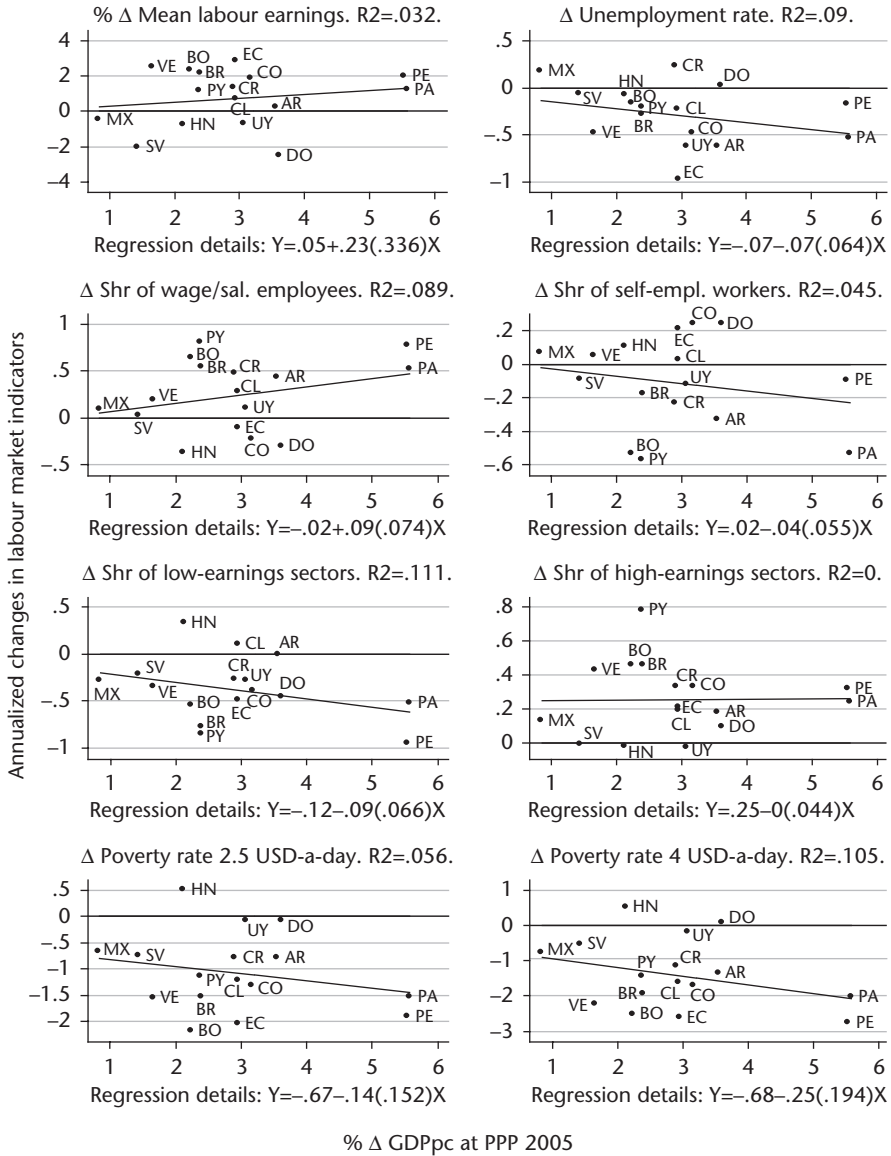 % Δ Mean labour earnings. R2=.032.
4
2
0
−2
−4
VE
BO
EC
BR
CO
PY
CR
AR
PE
PA
MX
HN
CL
UY
SV
DO
1 2 3 4 5 6
Regression details: Y=.05+.23(.336)X
Δ Unemployment rate. R2=.09.
.5
0
−.5
−1
MX
CR
DO
SV
HN
BO
PY
CL
PE
VE
BR
CO
UY
AR
PA
EC
1 2 3 4 5 6
Regression details: Y=−.07−.07(.064)X
Δ Shr of wage/sal. employees. R2=.089.
1
.5
0
−.5
PY
BO
BR
CR
AR
PE
PA
CL
VE
MX
UY
SV
EC
HN
CO
DO
1 2 3 4 5 6
Regression details: Y=−.02+.09(.074)X
Δ Shr of self-empl. workers. R2=.045.
.2
0
−.2
−.4
−.6
CO
DO
EC
MX
VE
HN
CL
SV
UY
PE
BR
CR
AR
BO
PY
PA
1 2 3 4 5 6
Regression details: Y=.02−.04(.055)X
Annualized changes in labour market indicators
Δ Shr of low-earnings sectors. R2=.111.
.5
0
−.5
−1
HN
CL
AR
SV
CR
UY
MX
VE
DO
BO
CO
EC
PA
BR
PY
PE
1 2 3 4 5 6
Regression details: Y=−.12−.09(.066)X
Δ Shr of high-earnings sectors. R2=0.
.8
.6
.4
.2
0
PY
BO
BR
VE
CR
CO
PE
PA
EC
AR
MX
CL
DO
SV
HN
UY
1 2 3 4 5 6
Regression details: Y=.25−0(.044)X
Δ Poverty rate 2.5 USD-a-day. R2=.056.
.5
0
−.5
−1
−1.5
−2
HN
UY
DO
MX
SV
CR
AR
PY
CL
CO
VE
BR
PA
PE
BO
EC
1 2 3 4 5 6
Regression details: Y=−.67−.14(.152)X
Δ Poverty rate 4 USD-a-day. R2=.105.
1
0
−1
−2
−3
HN
DO
UY
SV
MX
PY
CR
AR
BR
CL
CO
VE
BO
EC
PA
PE
1 2 3 4 5 6
Regression details: Y=−.68−.25(.194)X
% Δ GDPpc at PPP 2005